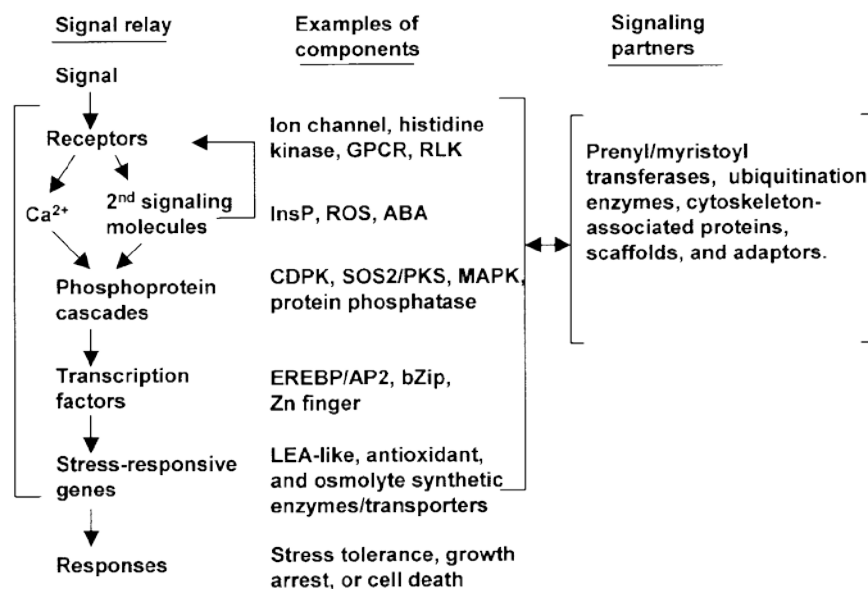 Signal relay
Examples of
components
Signaling
partners
Signal
Receptors
Ion channel, histidine
kinase, GPCR, RLK
Prenyl/myristoyl
transferases, ubiquitination
enzymes, cytoskeleton-
associated proteins,
scaffolds, and adaptors.
Ca2+
2nd signaling
molecules
InsP, ROS, ABA
Phosphoprotein
cascades
CDPK, SOS2/PKS, MAPK,
protein phosphatase
Transcription
factors
EREBP/AP2, bZip,
Zn finger
Stress-responsive
genes
LEA-like, antioxidant,
and osmolyte synthetic
enzymes/transporters
Responses
Stress tolerance, growth
arrest, or cell death